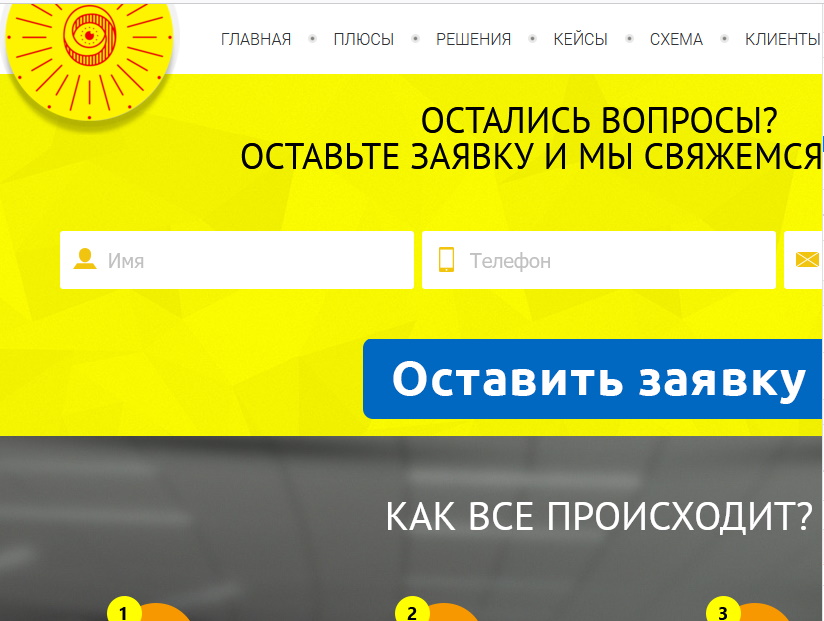 ГЛАВНАЯ ПЛЮСЫ РЕШЕНИЯ КЕЙСЫ СХЕМА КЛИЕНТЫ
ОСТАЛИСЬ ВОПРОСЫ?
ОСТАВЬТЕ ЗАЯВКУ И МЫ СВЯЖЕМСЯ
Имя Телефон
Оставить заявку
КАК ВСЕ ПРОИСХОДИТ?
1 2 3